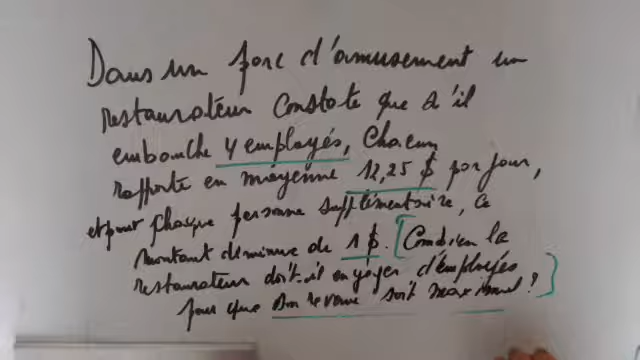 Dans un parc d'amusement un
restaurateur constate que s'il
embauche 4 employés, chacun
rapporte en moyenne 12,25 $ par jour,
et pour chaque personne supplémentaire, ce
montant diminue de 1 $. [Combien le
restaurateur doit-il engager d'employés
pour que son revenu soit maximal ? ]